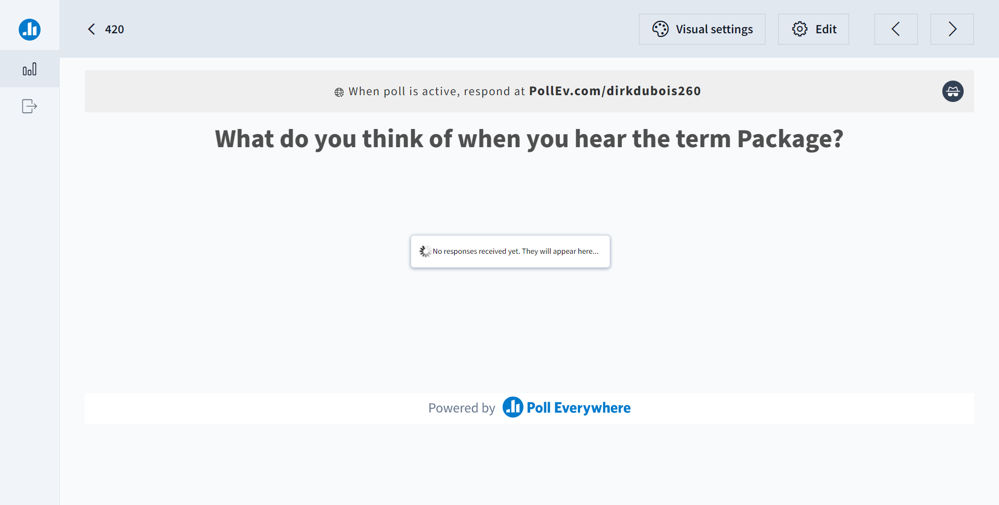 420
Visual settings
Edit
When poll is active, respond at PollEv.com/dirkdubois260
What do you think of when you hear the term Package?
No responses received yet. They will appear here...
Powered by Poll Everywhere